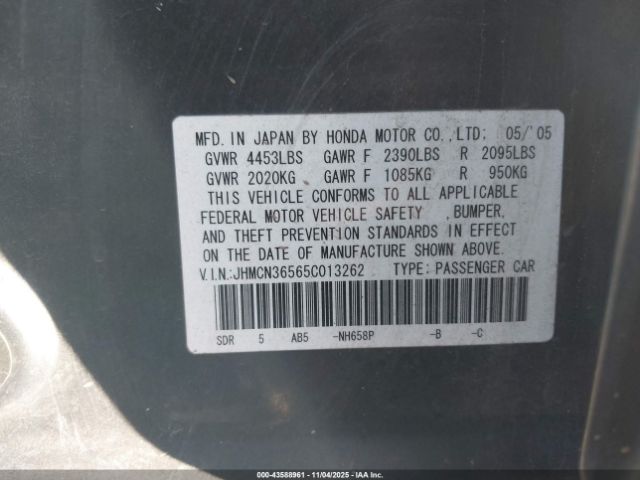 MFD. IN JAPAN BY HONDA MOTOR CO.,LTD: 05/'05
GVWR 4453LBS GAWR F 2390LBS R 2095LBS
GVWR 2020KG GAWR F 1085KG R 950KG
THIS VEHICLE CONFORMS TO ALL APPLICABLE
FEDERAL MOTOR VEHICLE SAFETY ,BUMPER,
AND THEFT PREVENTION STANDARDS IN EFFECT
ON THE DATE OF MANUFACTURE SHOWN ABOVE.
V.I.N.:JHMCN36565C013262 TYPE: PASSENGER CAR
SDR 5 AB5 -NH658P -B -C
000-43588961 - 11/04/2025 - IAAI Inc.